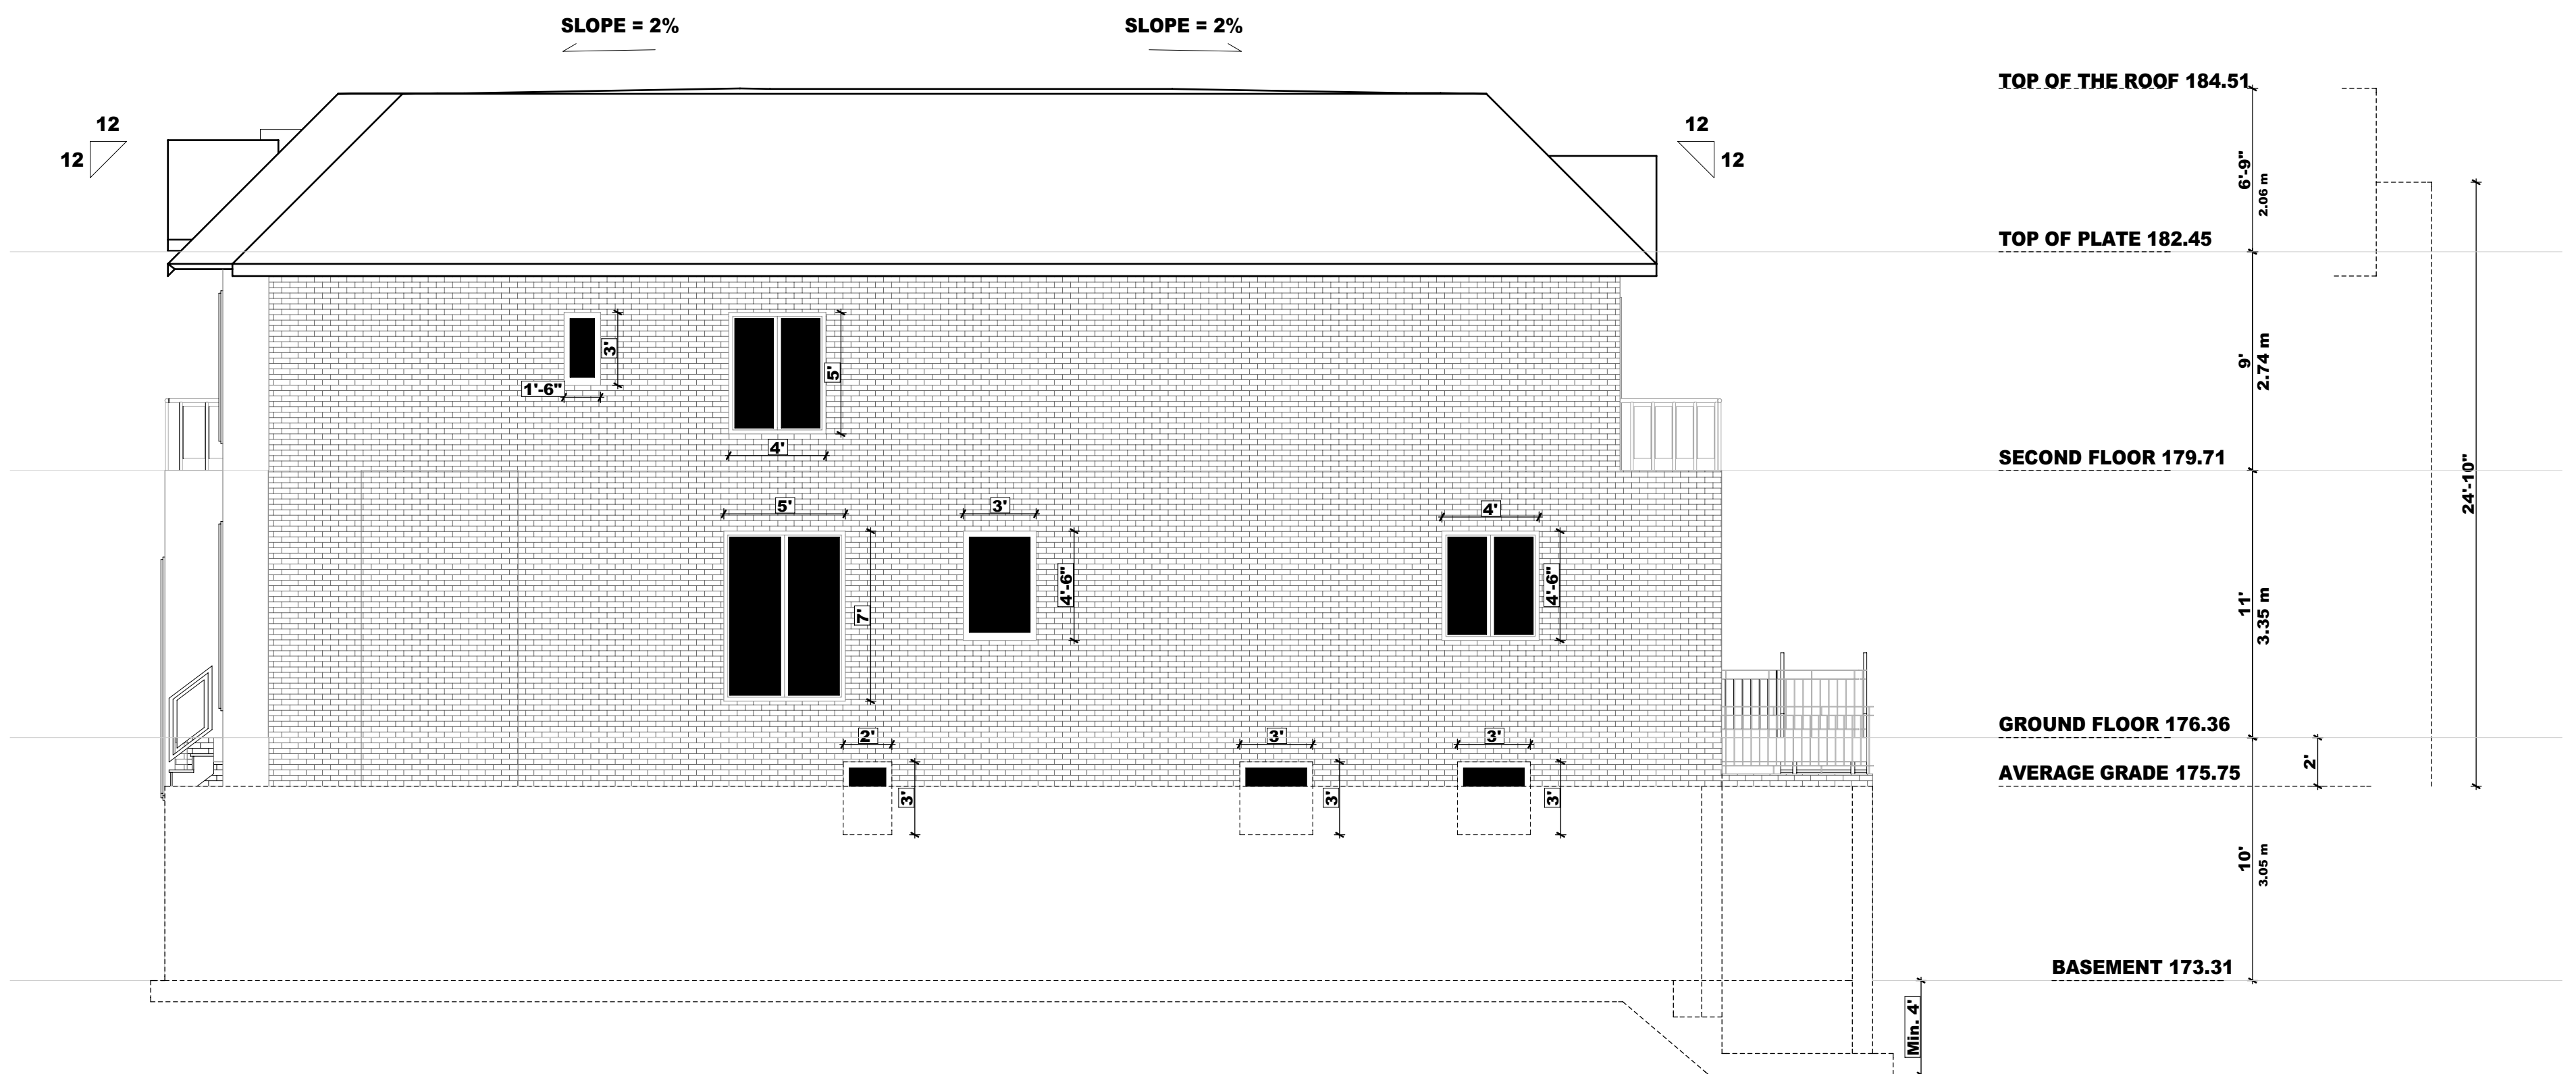 SLOPE = 2%
SLOPE = 2%
TOP OF THE ROOF 184.51
12
12
12
12
6'-9"
2.06 m
TOP OF PLATE 182.45
3'
1'-6"
5'
4'
9'
2.74 m
SECOND FLOOR 179.71
24'-10"
5'
3'
4'
7'
4'-6"
4'-6"
11'
3.35 m
GROUND FLOOR 176.36
2'
3'
3'
2'
AVERAGE GRADE 175.75
3'
3'
3'
10'
3.05 m
BASEMENT 173.31
Min. 4'